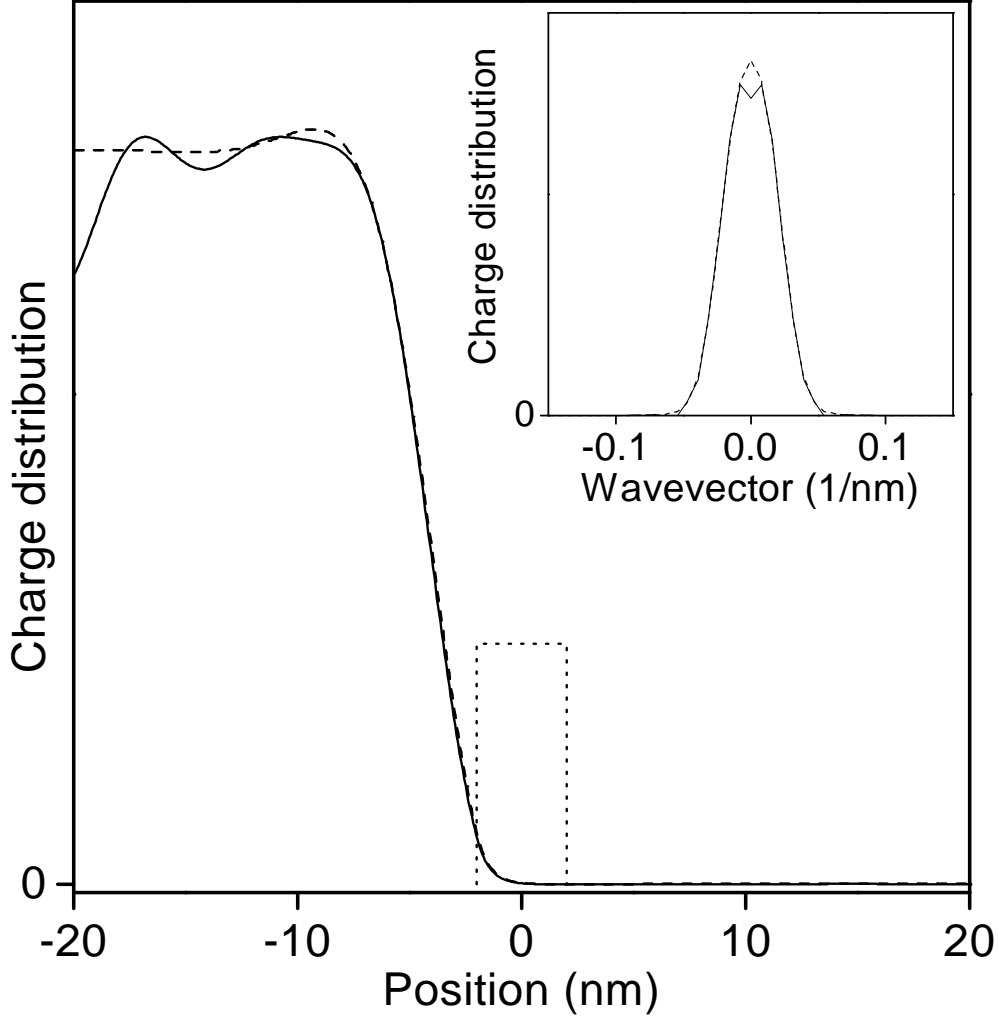 Charge distribution
0
-20
-10
0
10
20
Position (nm)
Charge distribution
0
-0.1
0.0
0.1
Wavevector (1/nm)